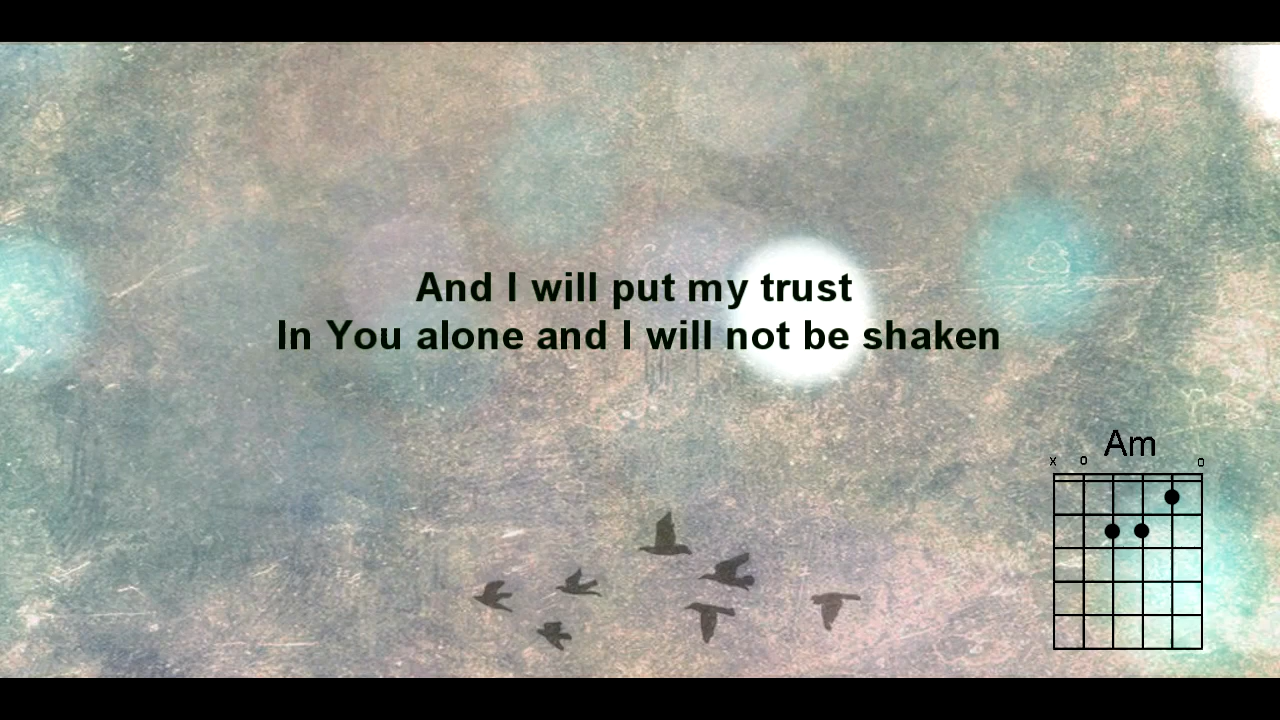 And I will put my trust
In You alone and I will not be shaken
Am
x o o